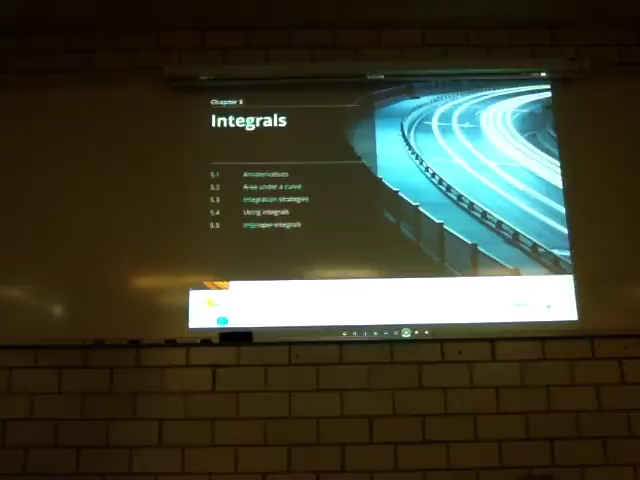 Chapter 5
Integrals
5.1 Antiderivatives
5.2 Area under a curve
5.3 Integration strategies
5.4 Using integrals
5.5 Improper integrals